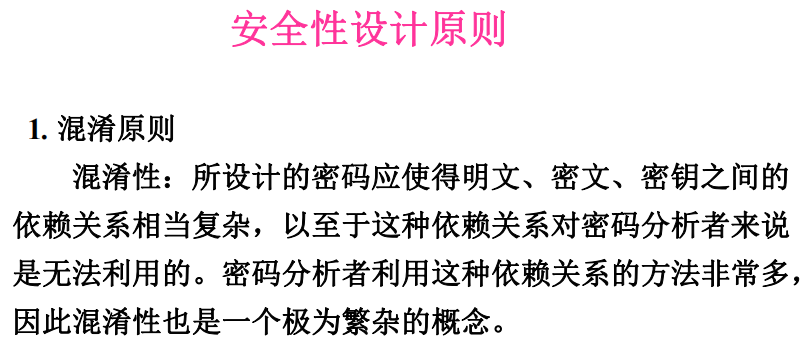 安全性设计原则
1. 混淆原则
混淆性：所设计的密码应使得明文、密文、密钥之间的
依赖关系相当复杂，以至于这种依赖关系对密码分析者来说
是无法利用的。密码分析者利用这种依赖关系的方法非常多，
因此混淆性也是一个极为繁杂的概念。